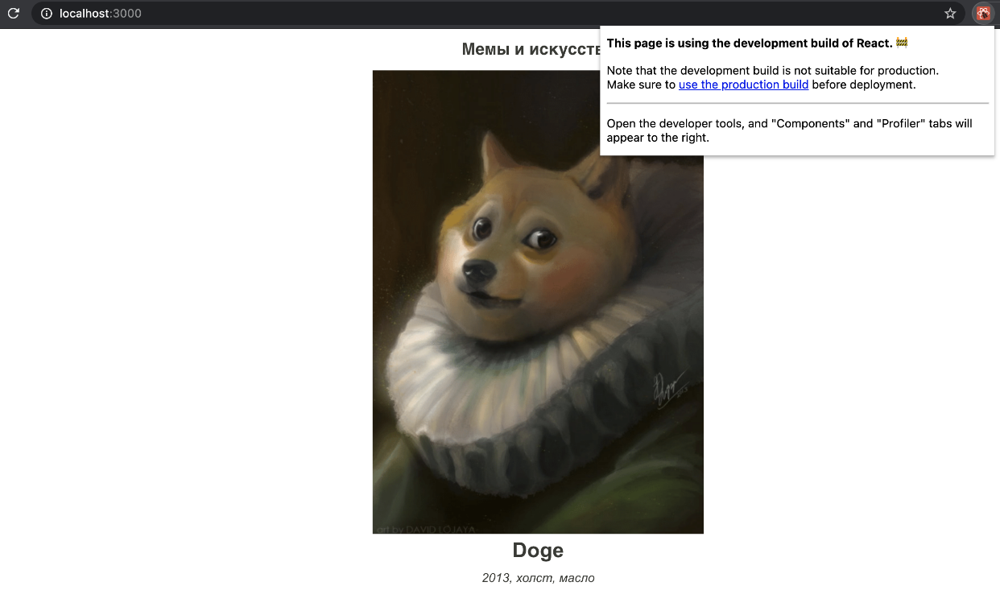 localhost:3000
Мемы и искусств
This page is using the development build of React. 🚧
Note that the development build is not suitable for production.
Make sure to use the production build before deployment.
Open the developer tools, and "Components" and "Profiler" tabs will
appear to the right.
art by DAVID LOJAYA
Doge
2013, холст, масло